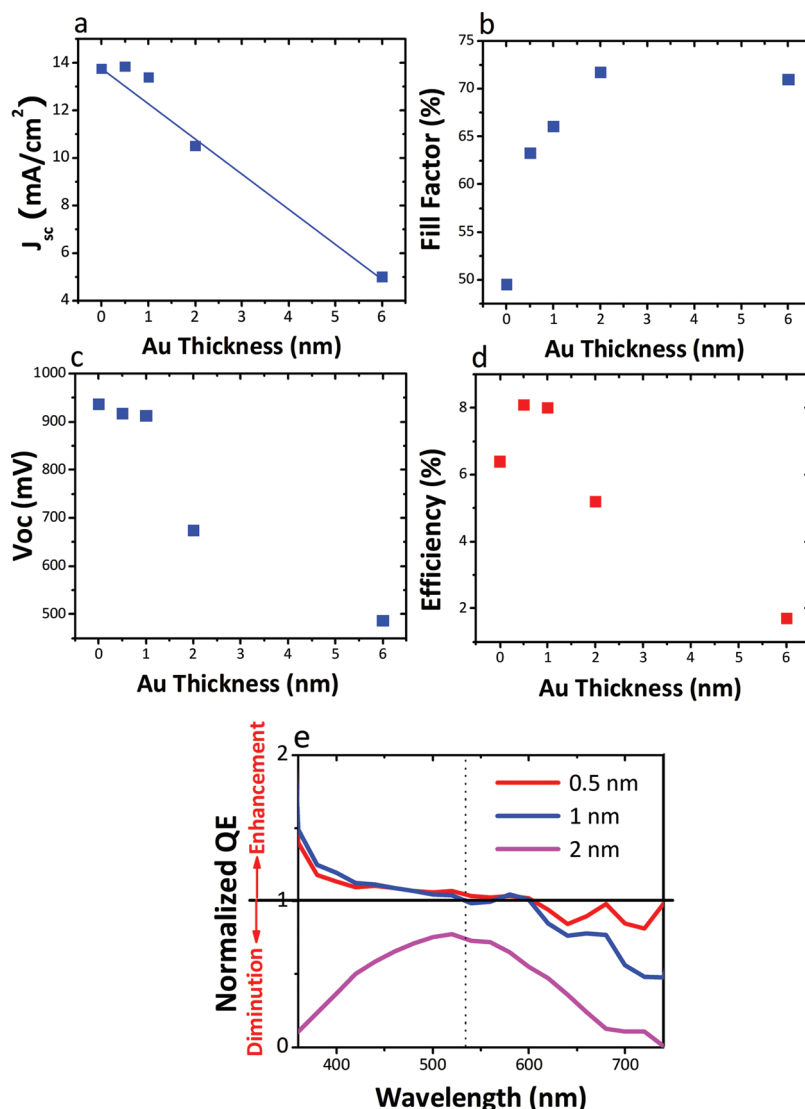 a
14
12
10
8
6
4
0 1 2 3 4 5 6
J_sc (mA/cm²)
Au Thickness (nm)
b
75
70
65
60
55
50
0 1 2 3 4 5 6
Fill Factor (%)
Au Thickness (nm)
c
1000
900
800
700
600
500
0 1 2 3 4 5 6
Voc (mV)
Au Thickness (nm)
d
8
6
4
2
0 1 2 3 4 5 6
Efficiency (%)
Au Thickness (nm)
e
2
1
0
400 500 600 700
Diminution Enhancement
Normalized QE
0.5 nm
1 nm
2 nm
Wavelength (nm)